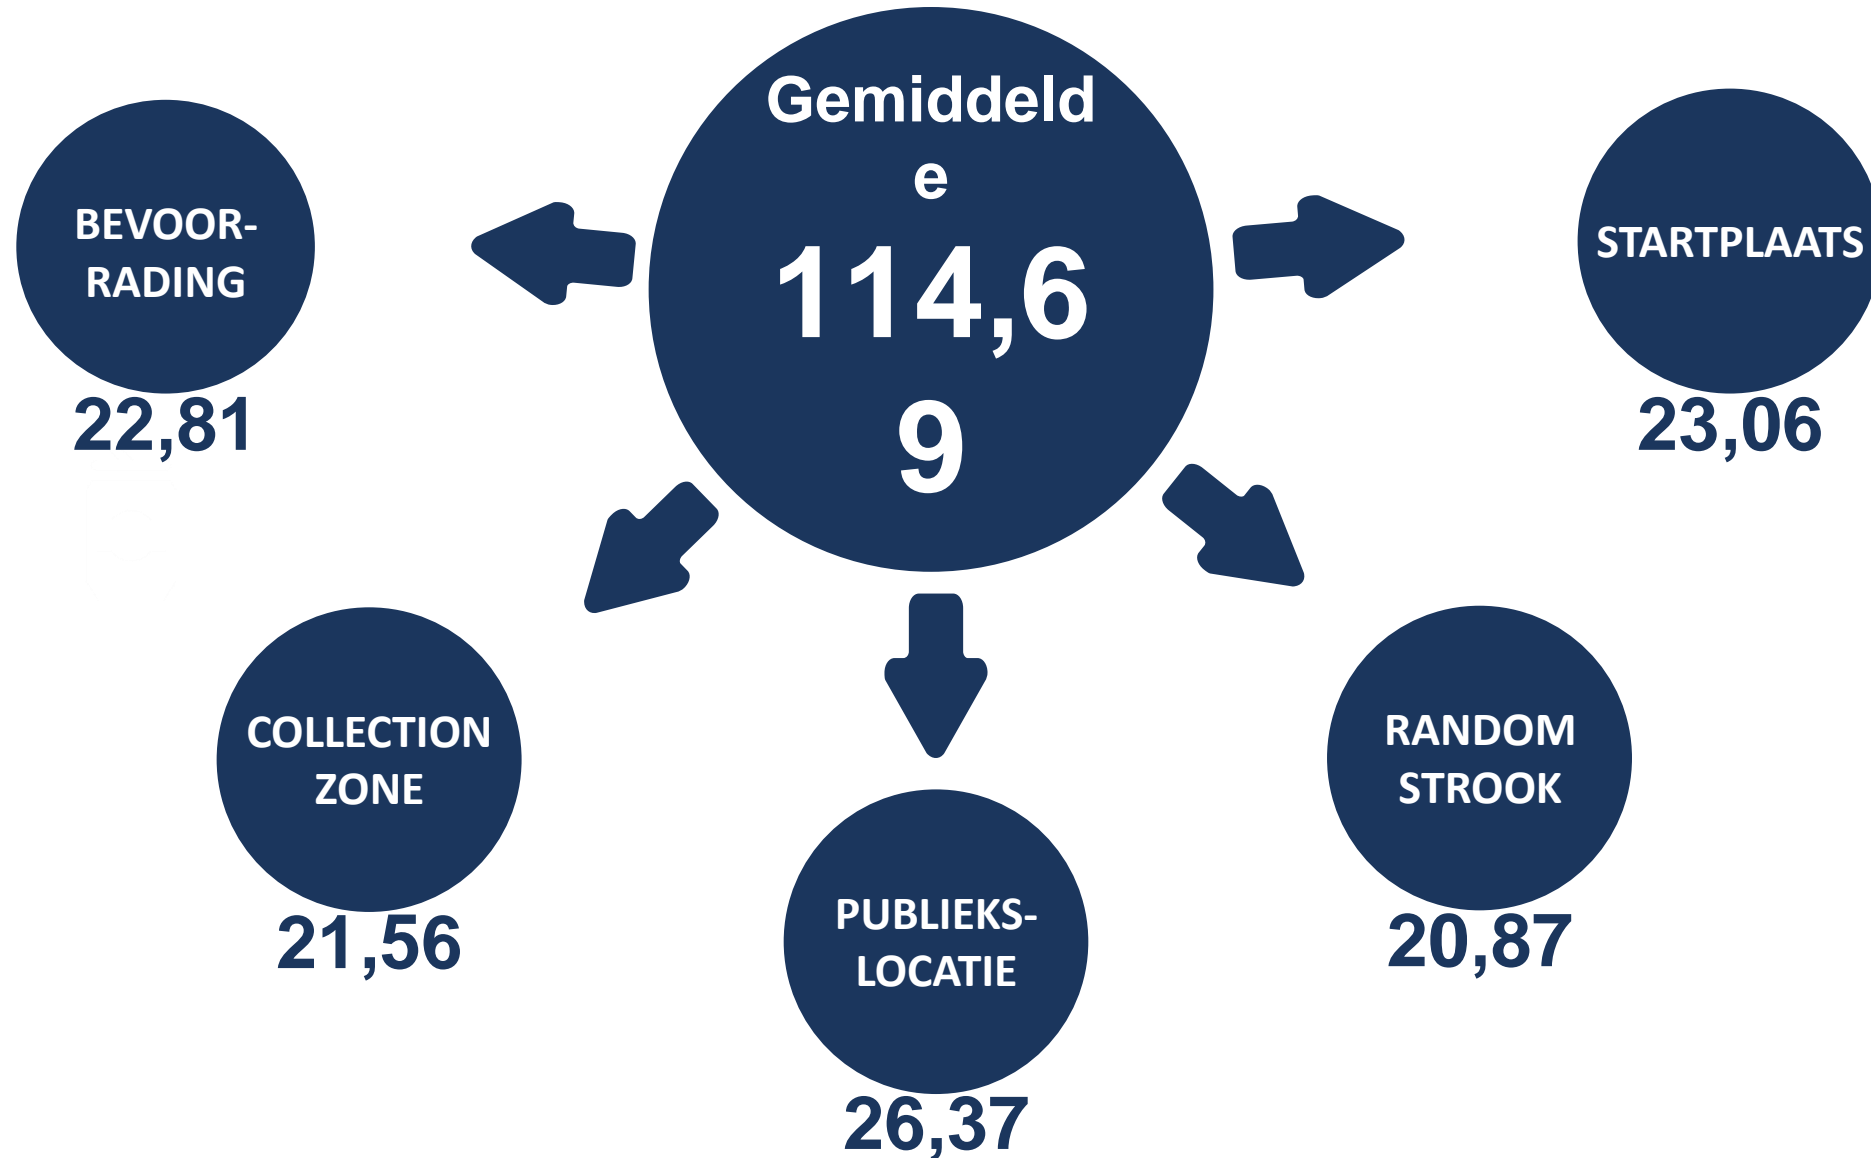 Gemiddeld
e
114,6
9
BEVOOR-
RADING
22,81
STARTPLAATS
23,06
COLLECTION
ZONE
21,56
PUBLIEKS-
LOCATIE
26,37
RANDOM
STROOK
20,87